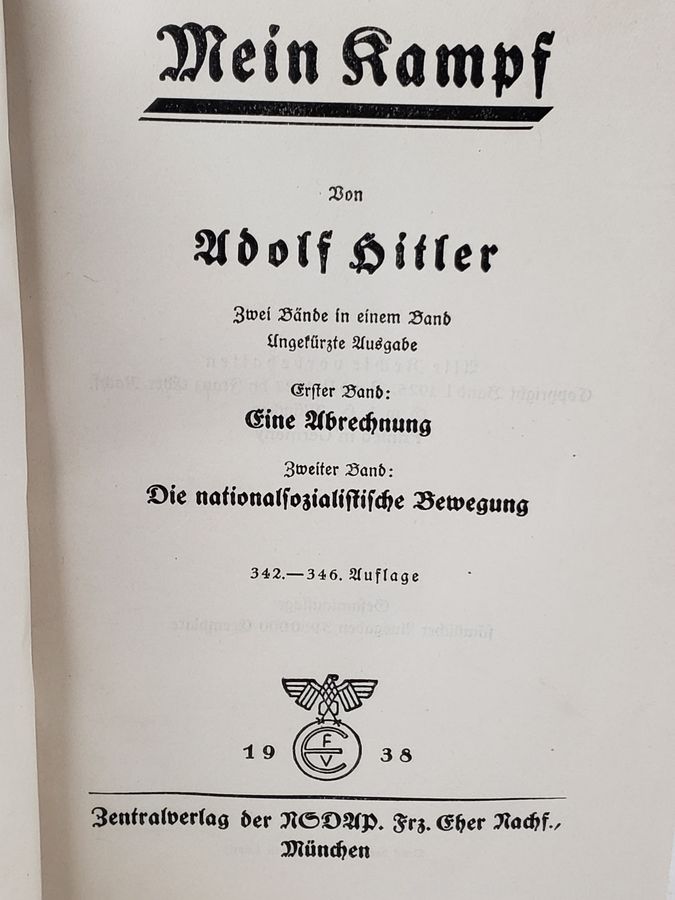 Mein Kampf
Von
Adolf Hitler
Zwei Bände in einem Band
Ungekürzte Ausgabe
Erster Band:
Eine Abrechnung
Zweiter Band:
Die nationalsozialistische Bewegung
342.—346. Auflage
F
E
V
19 38
Zentralverlag der NSDAP. Frz. Eher Nachf.,
München